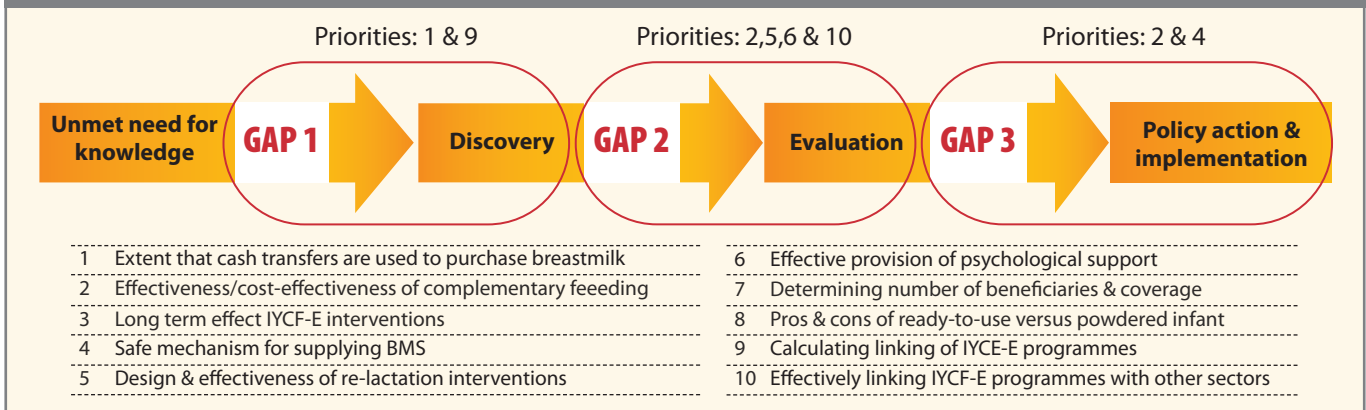 Priorities: 1 & 9
Priorities: 2,5,6 & 10
Priorities: 2 & 4
Unmet need for
knowledge
GAP 1
Discovery
GAP 2
Evaluation
GAP 3
Policy action &
implementation
1 Extent that cash transfers are used to purchase breastmilk
2 Effectiveness/cost-effectiveness of complementary feeeding
3 Long term effect IYCF-E interventions
4 Safe mechanism for supplying BMS
5 Design & effectiveness of re-lactation interventions
6 Effective provision of psychological support
7 Determining number of beneficiaries & coverage
8 Pros & cons of ready-to-use versus powdered infant
9 Calculating linking of IYCE-E programmes
10 Effectively linking IYCF-E programmes with other sectors